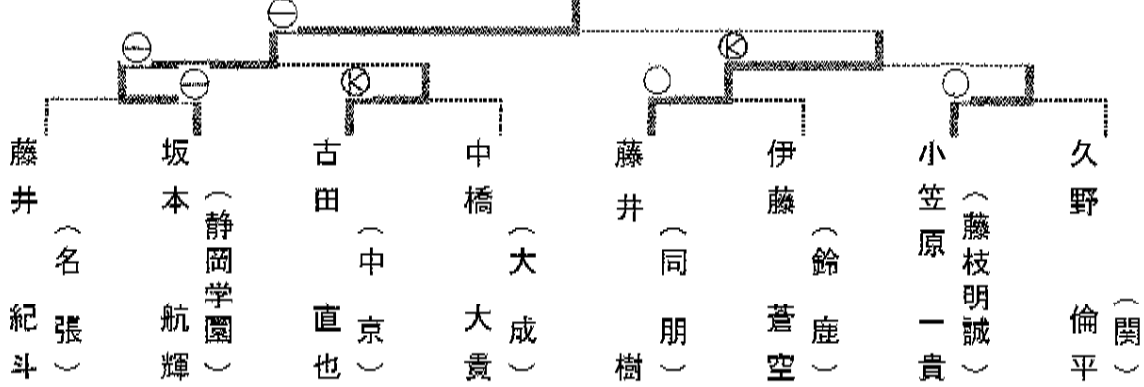 藤井 紀斗 (名張)
坂本 航輝 (静岡学園)
古田 直也 (中京)
中橋 大貴 (大成)
藤井 樹 (同朋)
伊藤 蒼空 (鈴鹿)
小笠原 一貴 (藤枝明誠)
久野 倫平 (関)